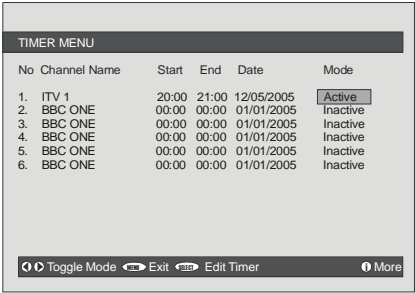 TIMER MENU
No Channel Name Start End Date Mode
1. ITV 1 20:00 21:00 12/05/2005 Active
2. BBC ONE 00:00 00:00 01/01/2005 Inactive
3. BBC ONE 00:00 00:00 01/01/2005 Inactive
4. BBC ONE 00:00 00:00 01/01/2005 Inactive
5. BBC ONE 00:00 00:00 01/01/2005 Inactive
6. BBC ONE 00:00 00:00 01/01/2005 Inactive
Toggle Mode MENU Exit SELECT Edit Timer i More